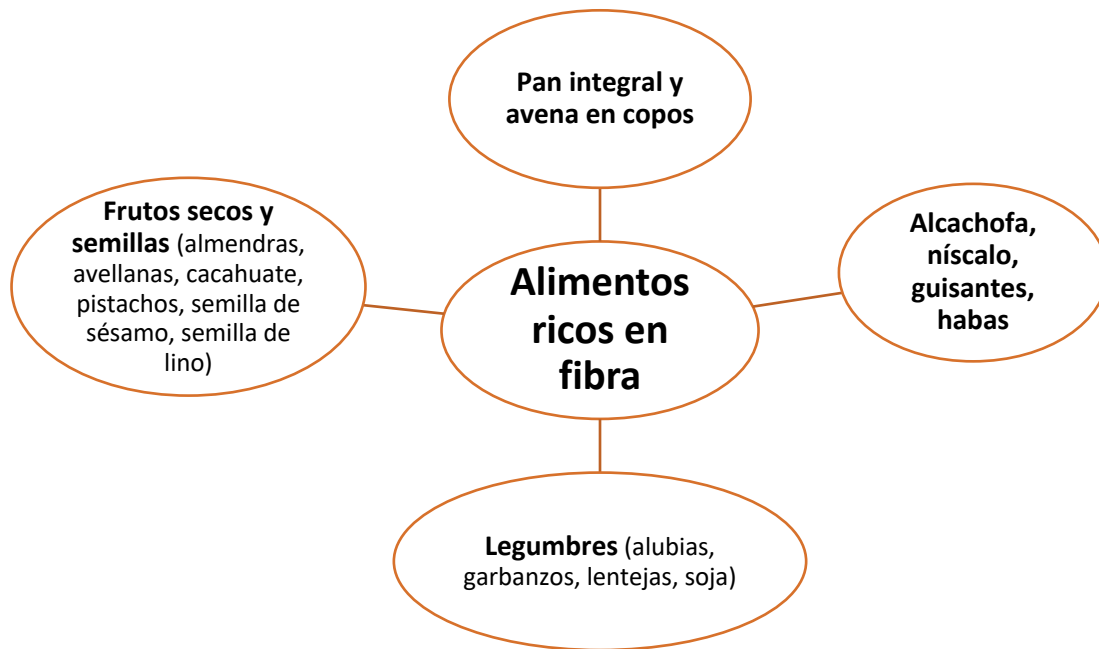 Pan integral y
avena en copos
Frutos secos y
semillas (almendras,
avellanas, cacahuate,
pistachos, semilla de
sésamo, semilla de
lino)
Alimentos
ricos en
fibra
Alcachofa,
níscalo,
guisantes,
habas
Legumbres (alubias,
garbanzos, lentejas, soja)